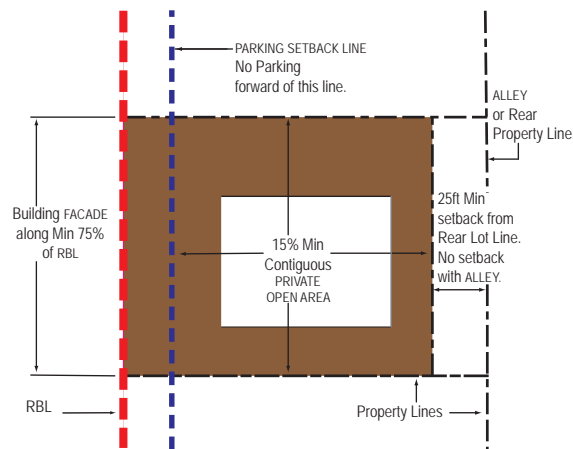 PARKING SETBACK LINE
No Parking
forward of this line.
ALLEY
or Rear
Property Line
Building FACADE
along Min 75%
of RBL
15% Min
Contiguous
PRIVATE
OPEN AREA
25ft Min
setback from
Rear Lot Line.
No setback
with ALLEY.
RBL
Property Lines